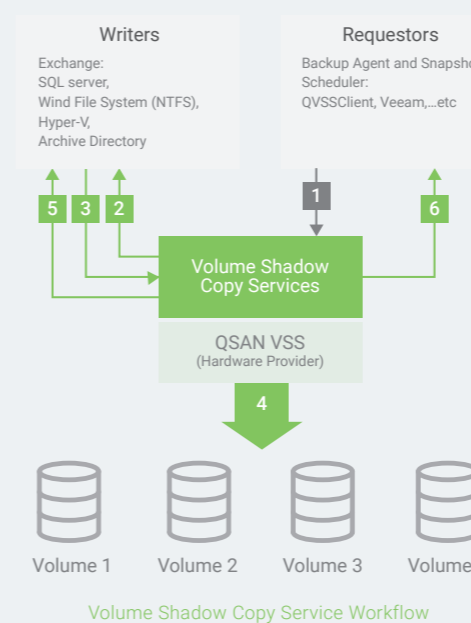 Writers
Exchange:
SQL server,
Wind File System (NTFS),
Hyper-V,
Archive Directory
Requestors
Backup Agent and Snapsho
Scheduler:
QVSSClient, Veeam,...etc
5
3
2
1
6
Volume Shadow
Copy Services
QSAN VSS
(Hardware Provider)
4
Volume 1
Volume 2
Volume 3
Volume
Volume Shadow Copy Service Workflow